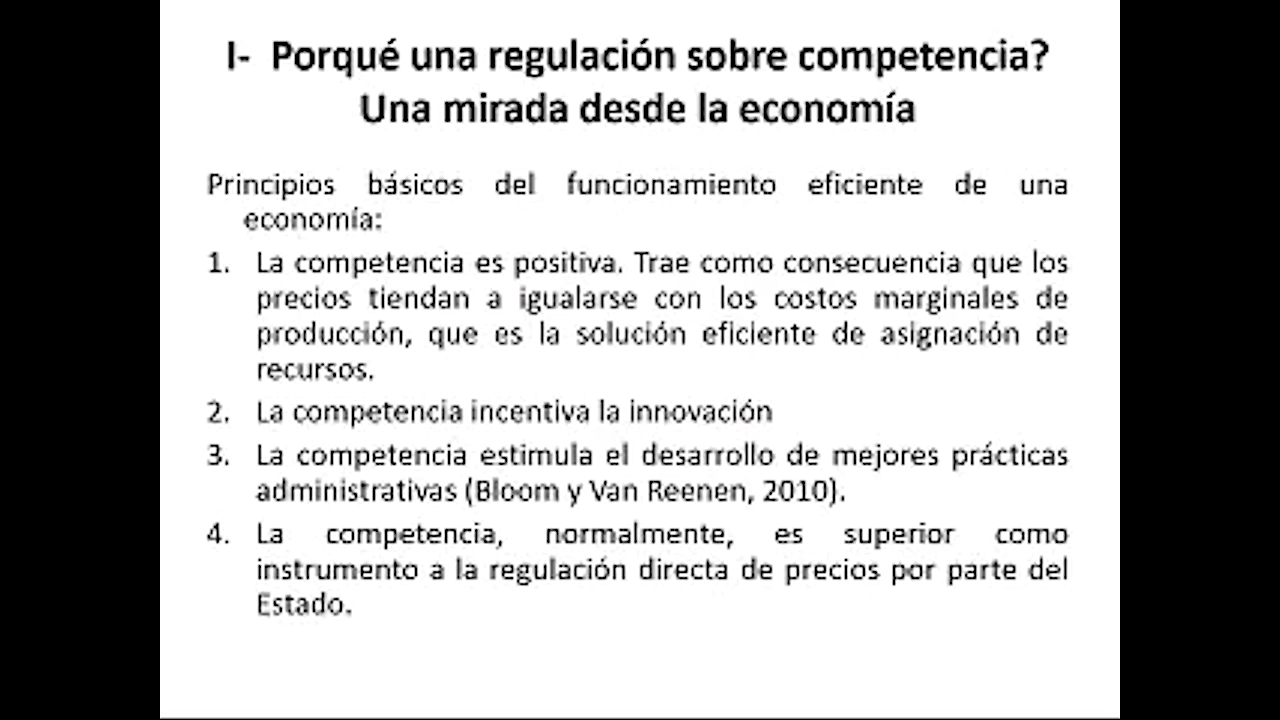 I- Porqué una regulación sobre competencia?
Una mirada desde la economía
Principios básicos del funcionamiento eficiente de una
economía:
1. La competencia es positiva. Trae como consecuencia que los
precios tiendan a igualarse con los costos marginales de
producción, que es la solución eficiente de asignación de
recursos.
2. La competencia incentiva la innovación
3. La competencia estimula el desarrollo de mejores prácticas
administrativas (Bloom y Van Reenen, 2010).
4. La competencia, normalmente, es superior como
instrumento a la regulación directa de precios por parte del
Estado.